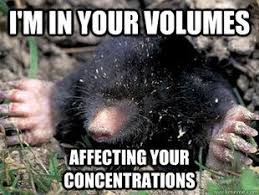 I'M IN YOUR VOLUMES
AFFECTING YOUR
CONCENTRATIONS